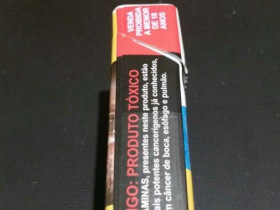 VENDA
PROIBIDA
A MENOR
DE 18
ANOS
IGO: PRODUTO TÓXICO
AMINAS, presentes neste produto, estão
ais potentes cancerígenos já conhecidos,
m câncer de boca, esôfago e pulmão.